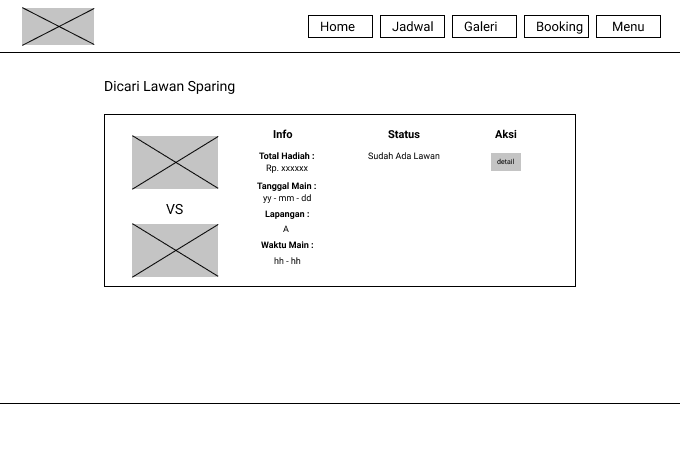 Home Jadwal Galeri Booking Menu
Dicari Lawan Sparing
Info Status Aksi
Total Hadiah : Sudah Ada Lawan detail
Rp. xxxxxx
Tanggal Main :
yy - mm - dd
VS
Lapangan :
A
Waktu Main :
hh - hh